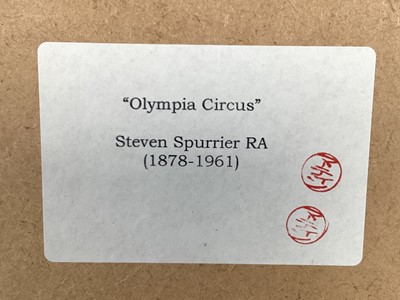 “Olympia Circus”
Steven Spurrier RA
(1878-1961)